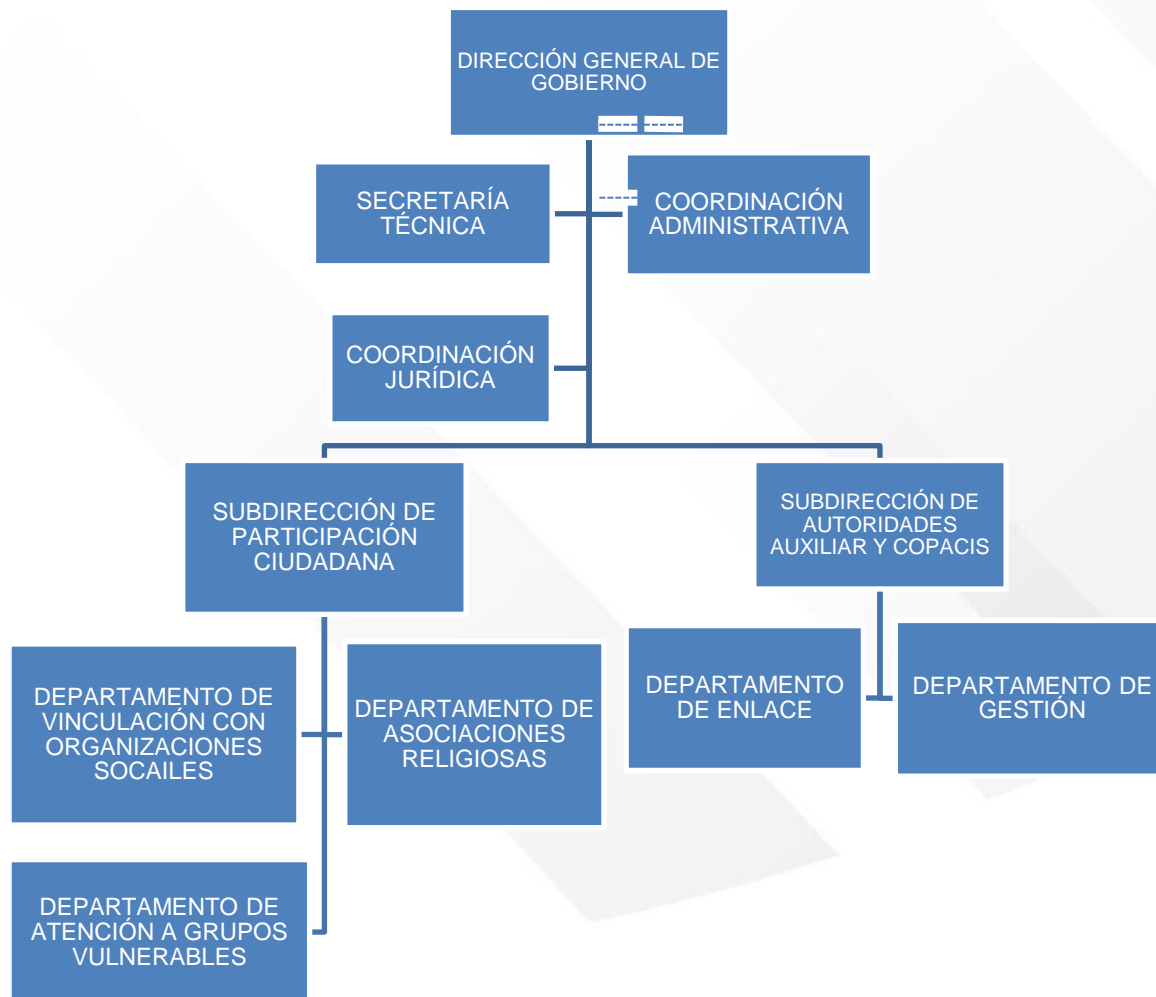 DIRECCIÓN GENERAL DE
GOBIERNO
SECRETARÍA
TÉCNICA
COORDINACIÓN
ADMINISTRATIVA
COORDINACIÓN
JURÍDICA
SUBDIRECCIÓN DE
PARTICIPACIÓN
CIUDADANA
SUBDIRECCIÓN DE
AUTORIDADES
AUXILIAR Y COPACIS
DEPARTAMENTO DE
VINCULACIÓN CON
ORGANIZACIONES
SOCAILES
DEPARTAMENTO DE
ASOCIACIONES
RELIGIOSAS
DEPARTAMENTO
DE ENLACE
DEPARTAMENTO DE
GESTIÓN
DEPARTAMENTO DE
ATENCIÓN A GRUPOS
VULNERABLES